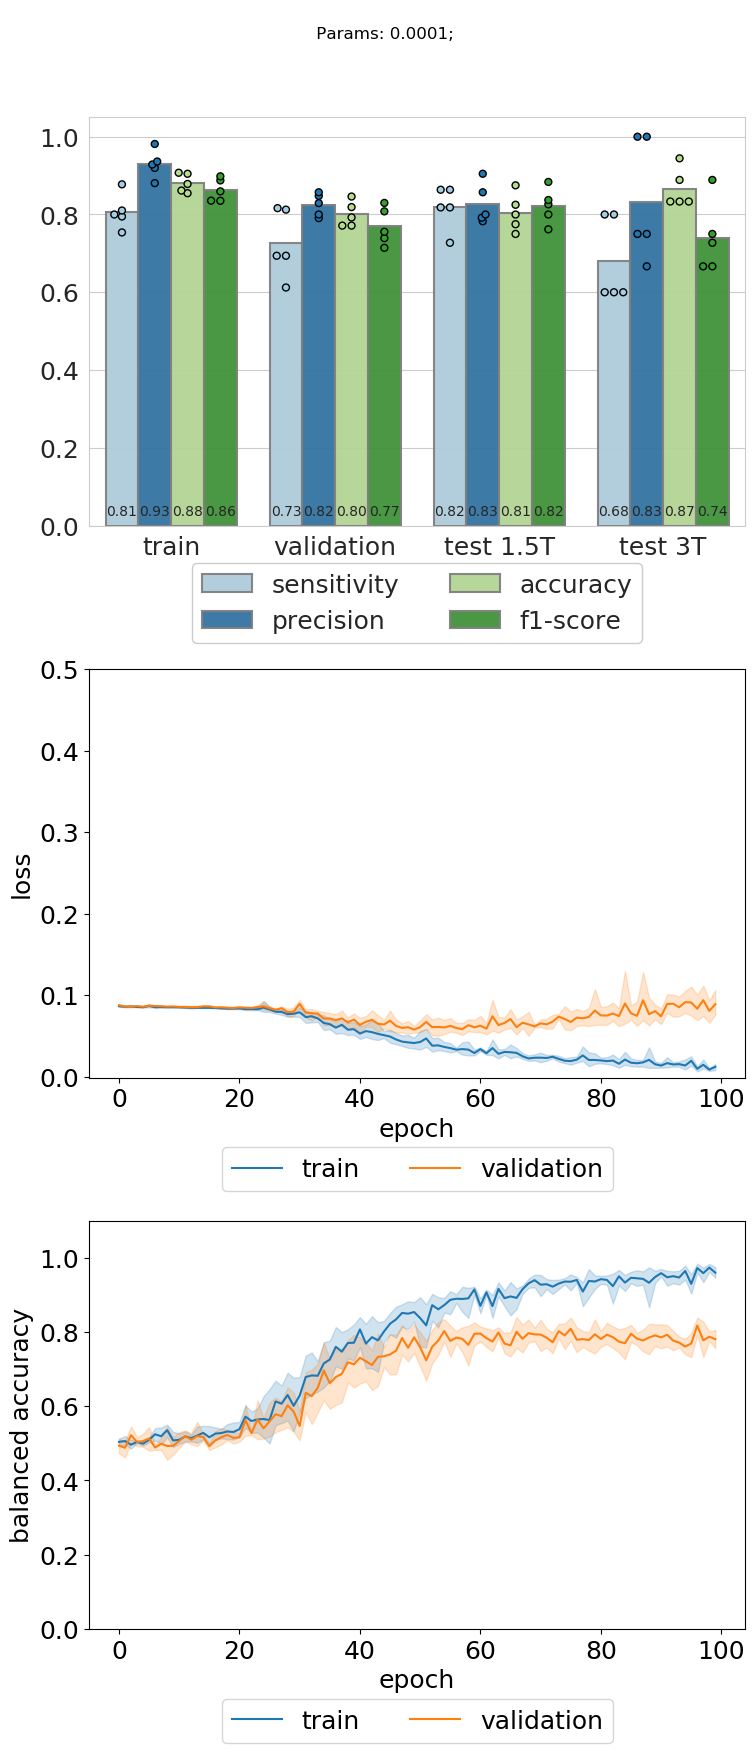 Params: 0.0001;
1.0
0.8
0.6
0.4
0.2
0.0
0.81 0.93 0.88 0.86 0.73 0.82 0.80 0.77 0.82 0.83 0.81 0.82 0.68 0.83 0.87 0.74
train validation test 1.5T test 3T
sensitivity accuracy
precision f1-score
0.5
0.4
0.3
0.2
0.1
0.0
loss
0 20 40 60 80 100
epoch
train validation
1.0
0.8
0.6
0.4
0.2
0.0
balanced accuracy
0 20 40 60 80 100
epoch
train validation